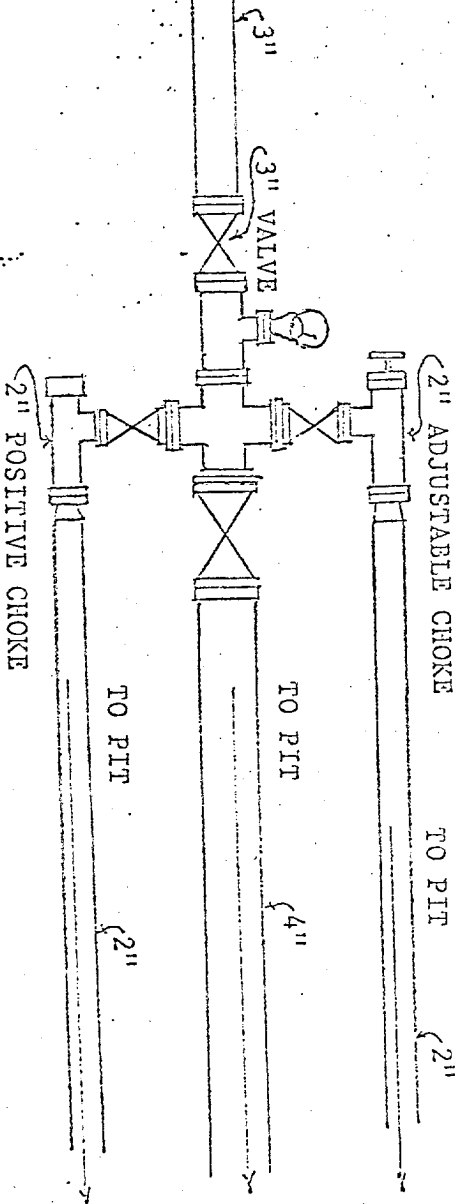 3"
3" VALVE
2" ADJUSTABLE CHOKE
TO PIT
2"
TO PIT
4"
2" POSITIVE CHOKE
TO PIT
2"